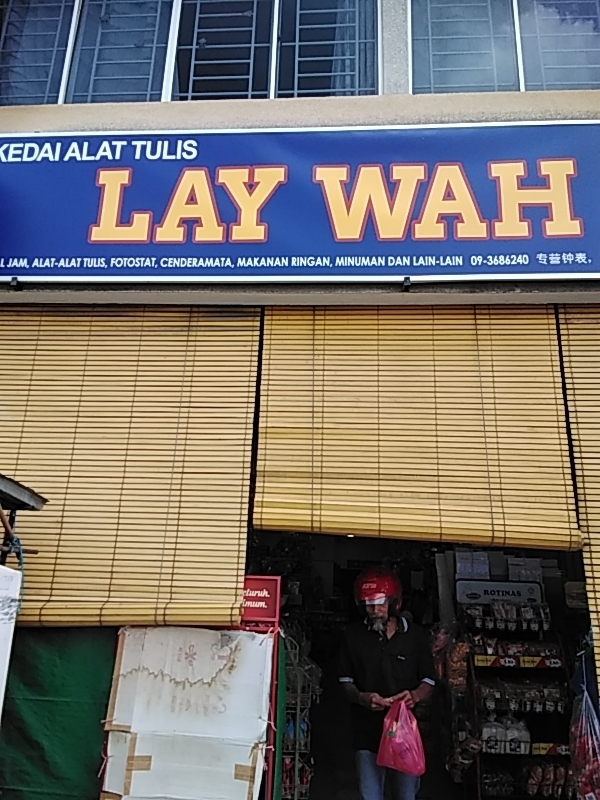 KEDAI ALAT TULIS
LAY WAH
L JAM, ALAT-ALAT TULIS, FOTOSTAT, CENDERAMATA, MAKANAN RINGAN, MINUMAN DAN LAIN-LAIN 09-3686240 专营钟表,
ROTINAS